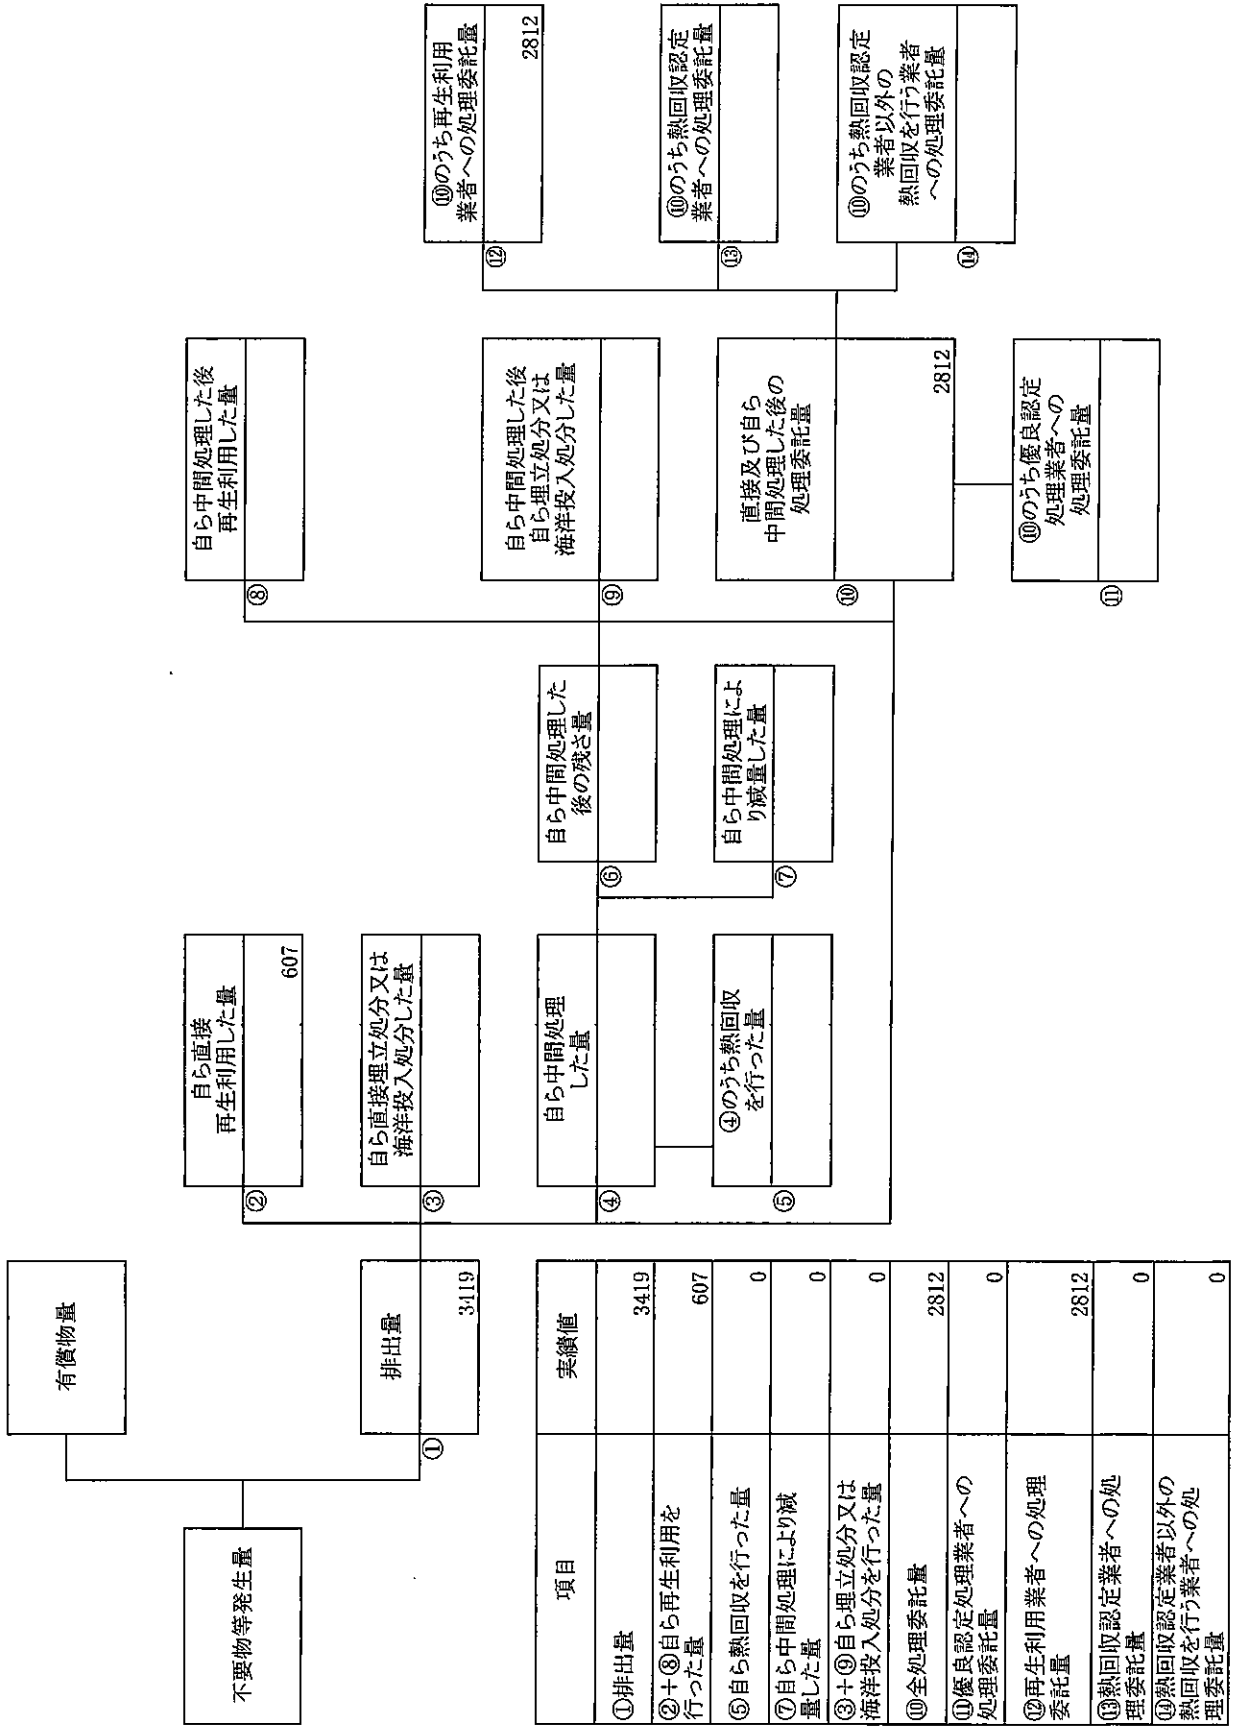 不要物等発生量
有償物量
①
排出量
3419
②
自ら直接
再生利用した量
607
③
自ら直接埋立処分又は
海洋投入処分した量
④
自ら中間処理
した量
⑤
④のうち熱回収
を行った量
⑥
自ら中間処理した
後の残さ量
⑦
自ら中間処理によ
り減量した量
⑧
自ら中間処理した後
再生利用した量
⑨
自ら中間処理した後
自ら埋立処分又は
海洋投入処分した量
⑩
直接及び自ら
中間処理した後の
処理委託量
2812
⑪
⑩のうち優良認定
処理業者への
処理委託量
⑫
⑩のうち再生利用
業者への処理委託量
2812
⑬
⑩のうち熱回収認定
業者への処理委託量
⑭
⑩のうち熱回収認定
業者以外の
熱回収を行う業者
への処理委託量
項目 実績値
①排出量 3419
②+⑧自ら再生利用を
行った量 607
⑤自ら熱回収を行った量 0
⑦自ら中間処理により減
量した量 0
③+⑨自ら埋立処分又は
海洋投入処分を行った量 0
⑩全処理委託量 2812
⑪優良認定処理業者への
処理委託量 0
⑫再生利用業者への処理
委託量 2812
⑬熱回収認定業者への処
理委託量 0
⑭熱回収認定業者以外の
熱回収を行う業者への処
理委託量 0